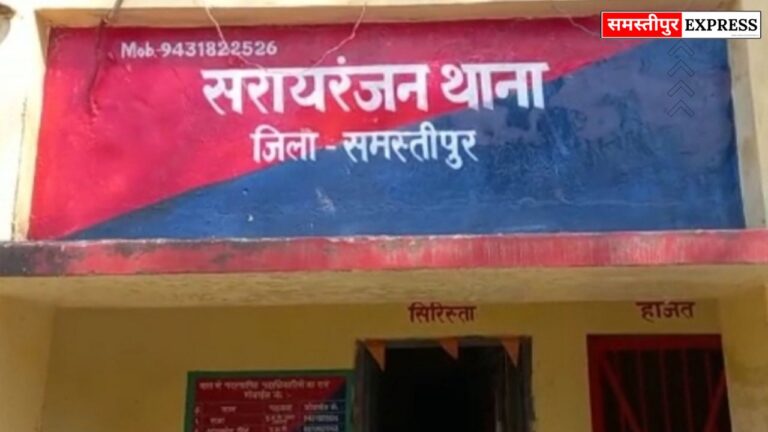 समस्तीपुर EXPRESS
Mob-9431822526
सरायरंजन थाना
जिला - समस्तीपुर
सिरिस्ता
हाजत